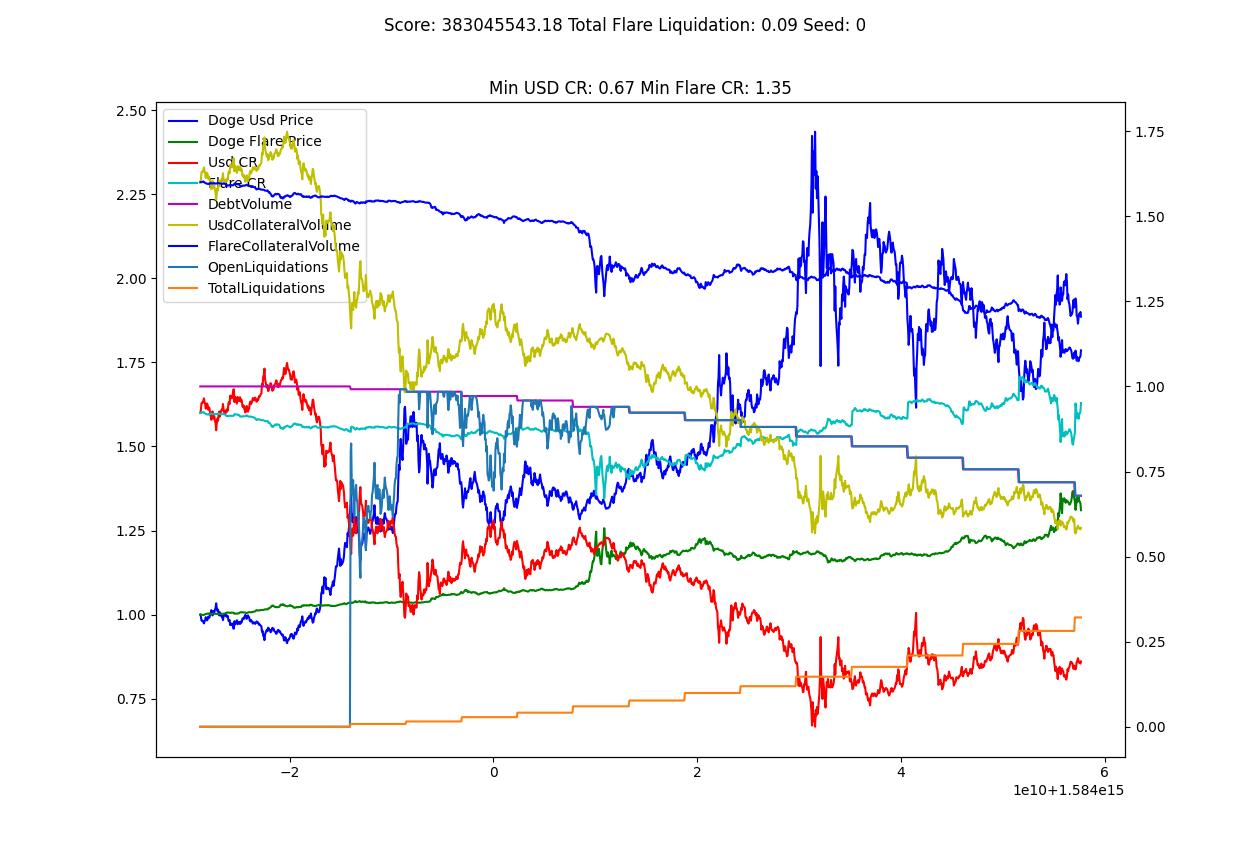 Score: 383045543.18 Total Flare Liquidation: 0.09 Seed: 0
Min USD CR: 0.67 Min Flare CR: 1.35
2.50
2.25
2.00
1.75
1.50
1.25
1.00
0.75
Doge Usd Price
Doge Flare Price
Usd CR
Flare CR
DebtVolume
UsdCollateralVolume
FlareCollateralVolume
OpenLiquidations
TotalLiquidations
1.75
1.50
1.25
1.00
0.75
0.50
0.25
0.00
−2 0 2 4 6
1e10+1.584e15